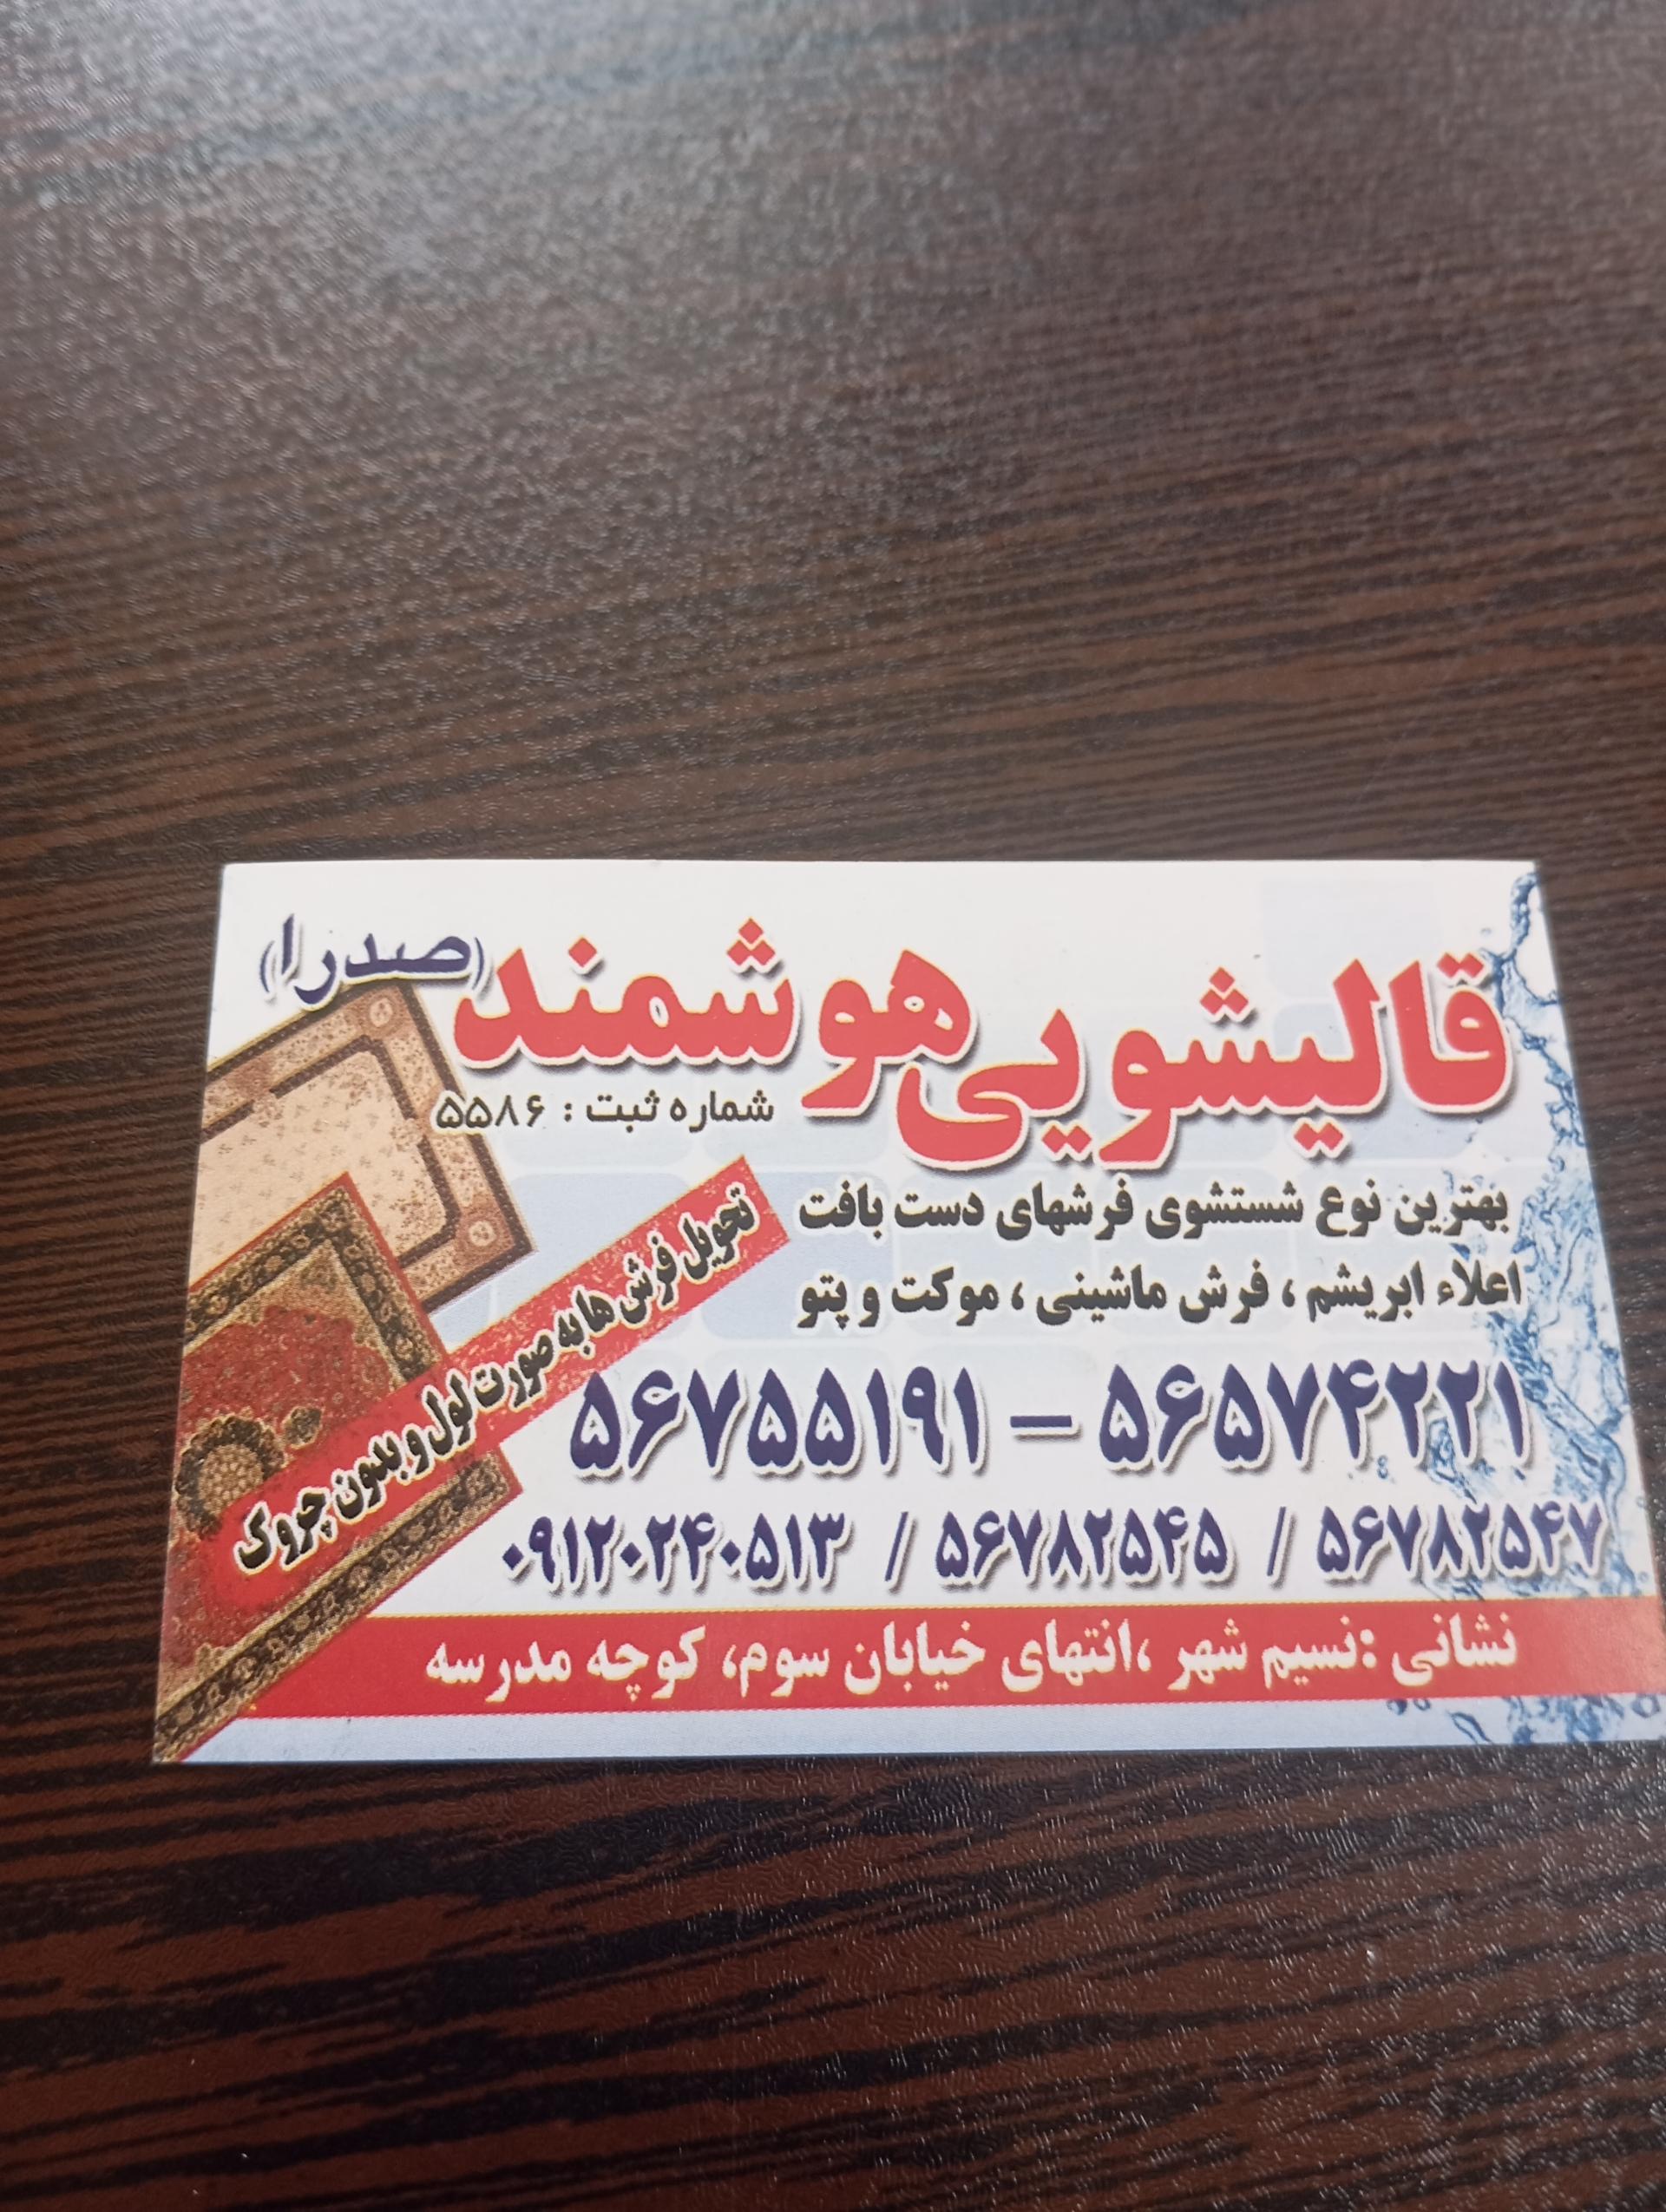 قالیشویی هوشمند (صدرا)
شماره ثبت : ۵۵۸۶
بهترین نوع شستشوی فرشهای دست بافت
اعلاء ابریشم ، فرش ماشینی ، موکت و پتو
تحویل فرش ها به صورت لول و بدون چروک
۵۶۷۵۵۱۹۱ - ۵۶۵۷۴۲۲۱
۰۹۱۲۰۲۴۰۵۱۳ / ۵۶۷۸۲۵۴۵ / ۵۶۷۸۲۵۴۷
نشانی :نسیم شهر ،انتهای خیابان سوم، کوچه مدرسه